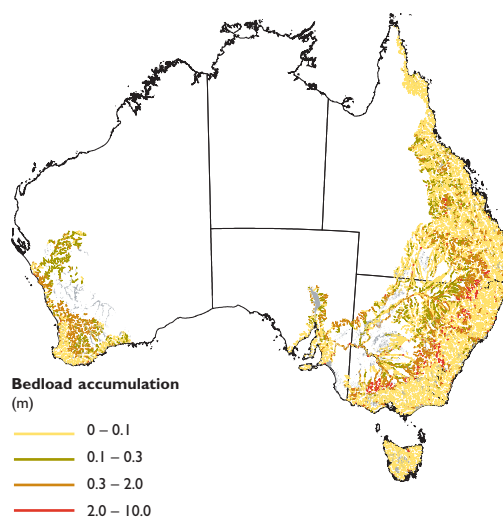 Bedload accumulation
(m)
0 – 0.1
0.1 – 0.3
0.3 – 2.0
2.0 – 10.0